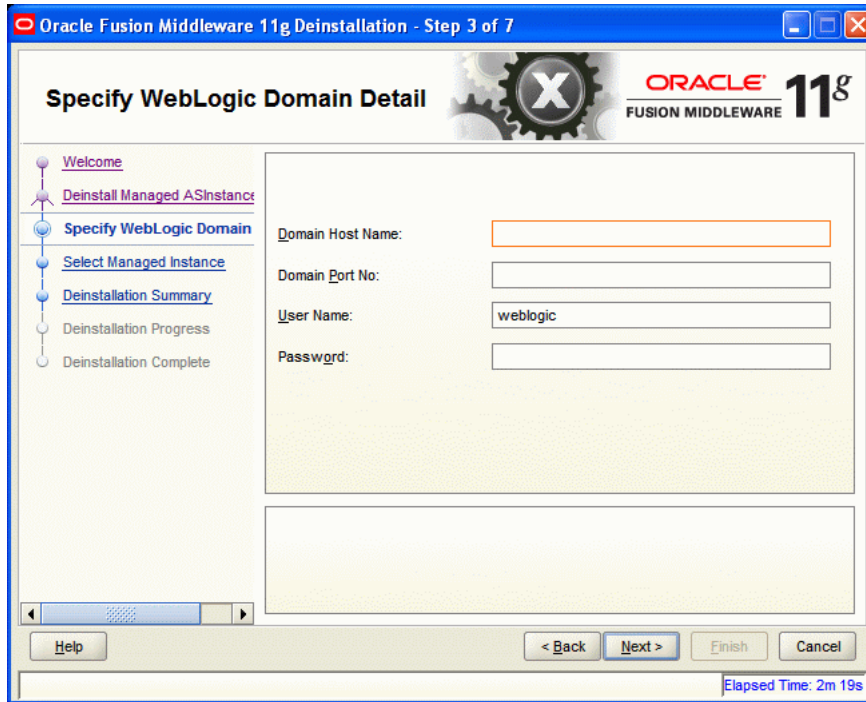 Oracle Fusion Middleware 11g Deinstallation - Step 3 of 7
Specify WebLogic Domain Detail
ORACLE
FUSION MIDDLEWARE 11g
Welcome
Deinstall Managed ASInstance
Specify WebLogic Domain
Select Managed Instance
Deinstallation Summary
Deinstallation Progress
Deinstallation Complete
Domain Host Name:
Domain Port No:
User Name: weblogic
Password:
Help < Back Next > Finish Cancel
Elapsed Time: 2m 19s